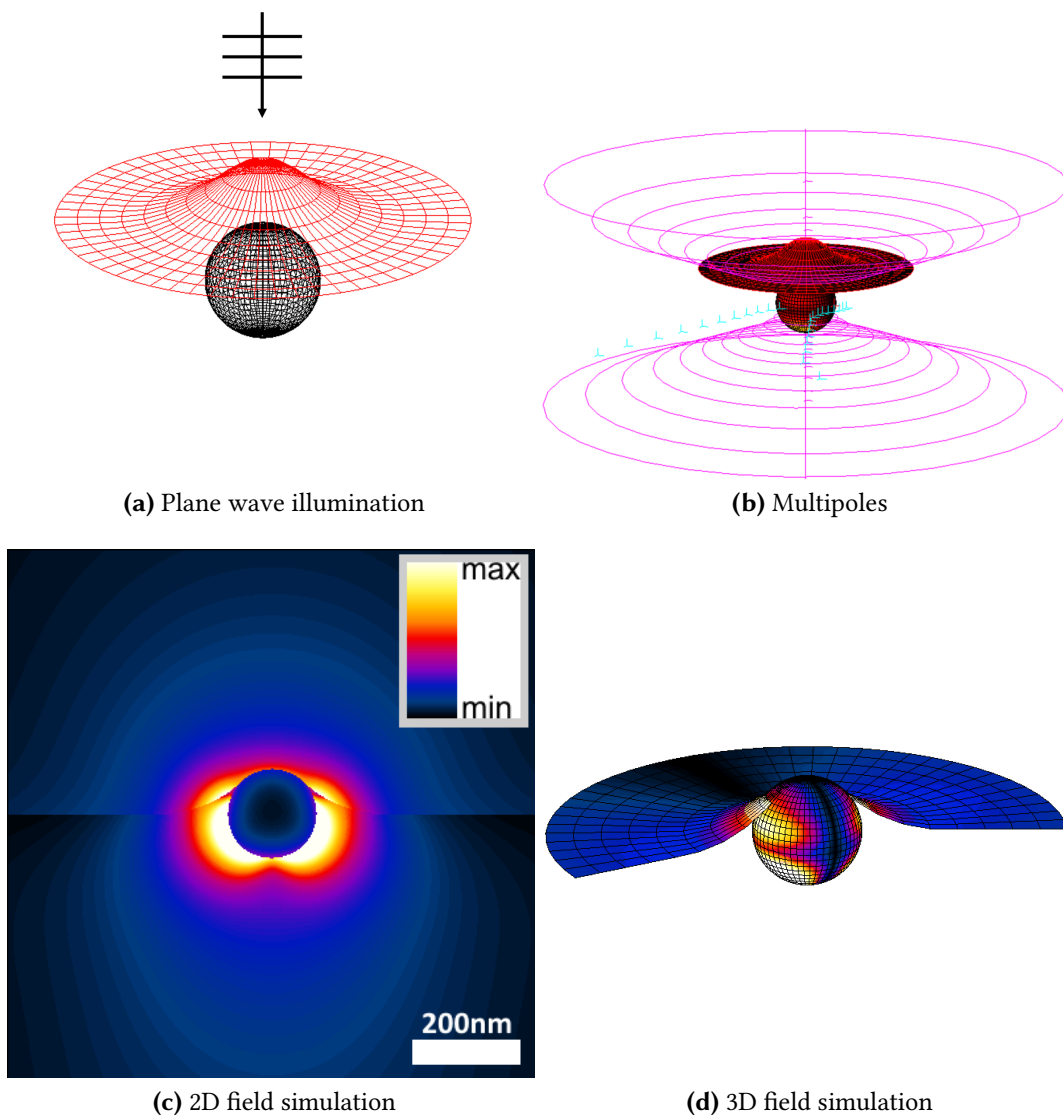 (a) Plane wave illumination
(b) Multipoles
max
min
200nm
(c) 2D field simulation
(d) 3D field simulation